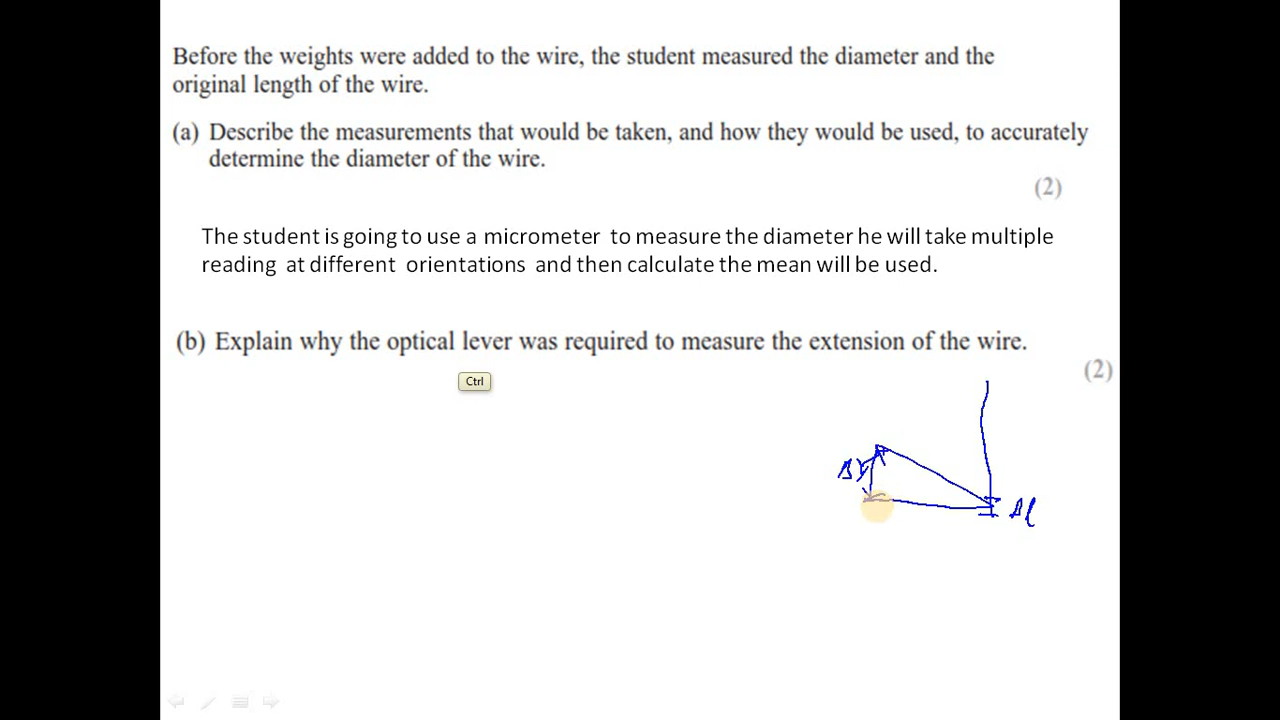 Before the weights were added to the wire, the student measured the diameter and the
original length of the wire.
(a) Describe the measurements that would be taken, and how they would be used, to accurately
determine the diameter of the wire.
(2)
The student is going to use a micrometer to measure the diameter he will take multiple
reading at different orientations and then calculate the mean will be used.
(b) Explain why the optical lever was required to measure the extension of the wire.
(2)
Ctrl
Δy
Δl